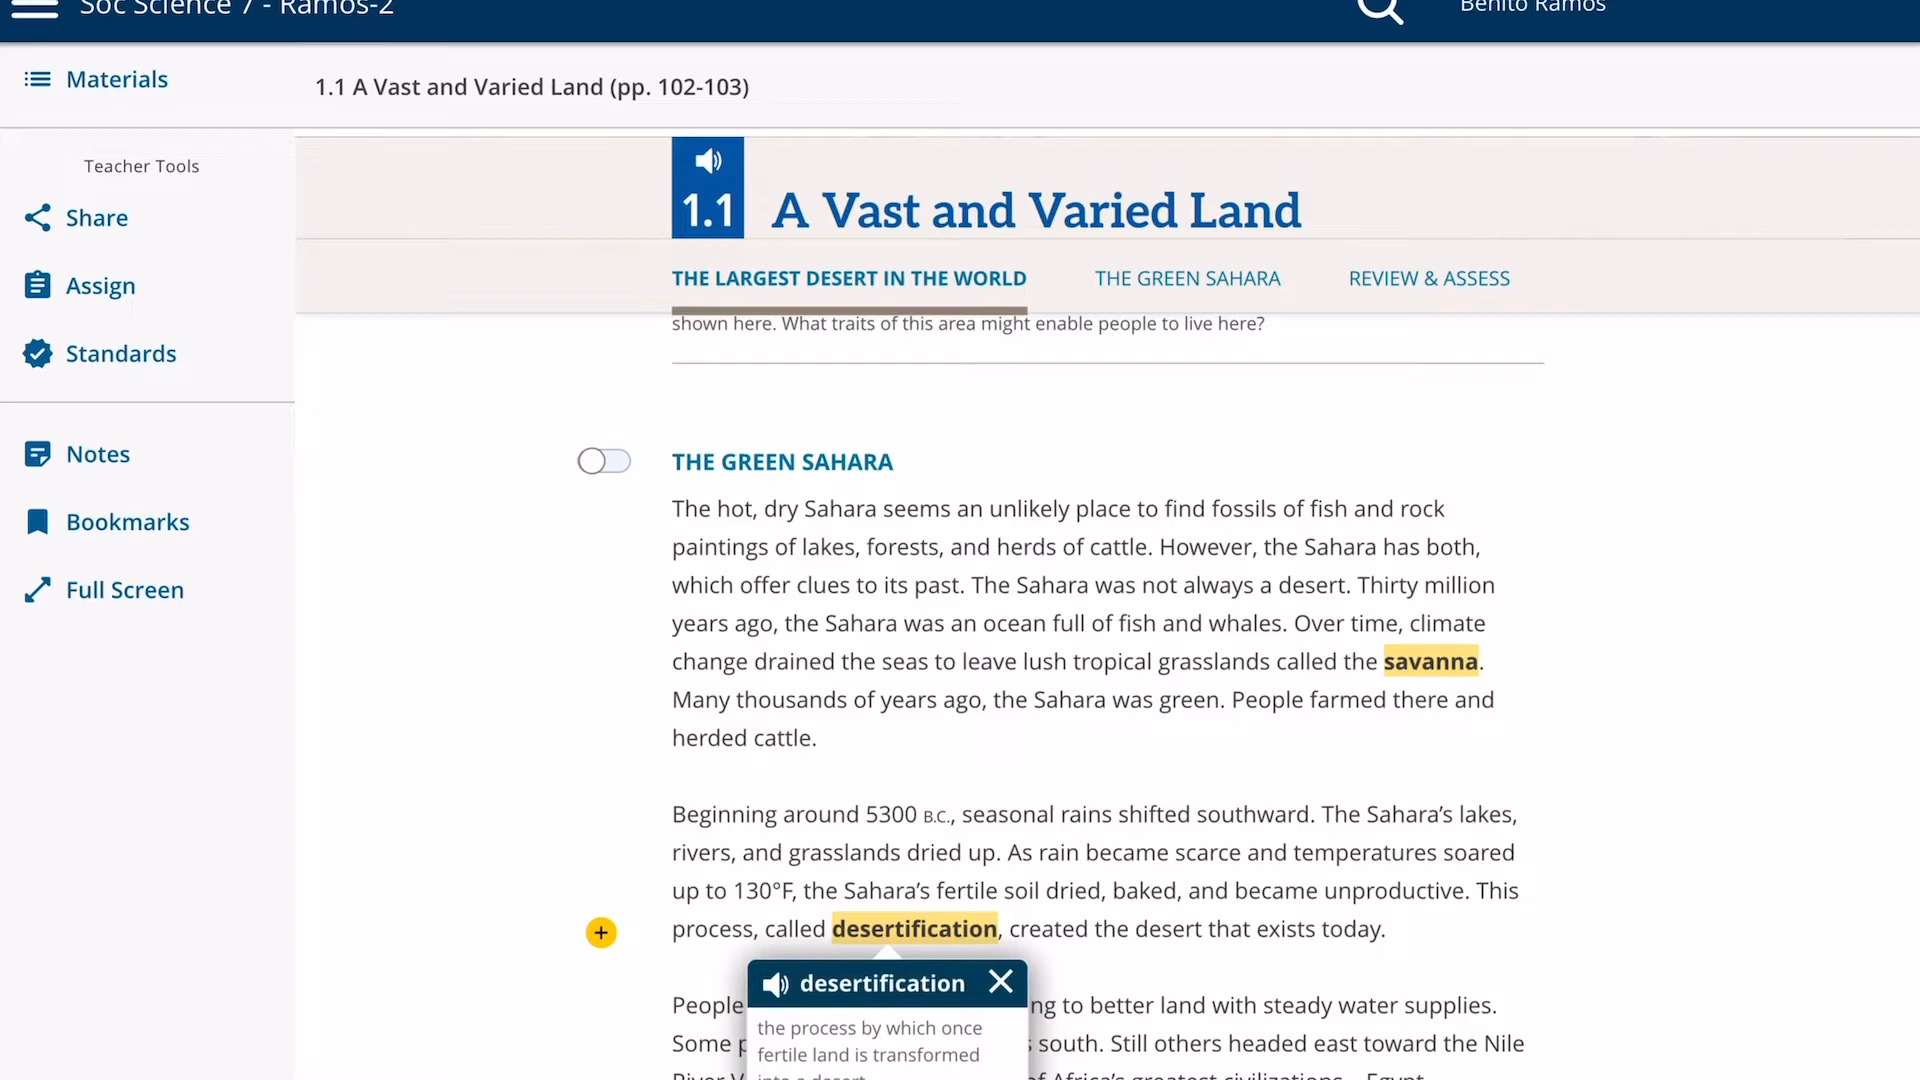 Soc Science 7 - Ramos-2
Benito Ramos
Materials
1.1 A Vast and Varied Land (pp. 102-103)
Teacher Tools
Share
Assign
Standards
Notes
Bookmarks
Full Screen
1.1 A Vast and Varied Land
THE LARGEST DESERT IN THE WORLD
THE GREEN SAHARA
REVIEW & ASSESS
shown here. What traits of this area might enable people to live here?
THE GREEN SAHARA
The hot, dry Sahara seems an unlikely place to find fossils of fish and rock
paintings of lakes, forests, and herds of cattle. However, the Sahara has both,
which offer clues to its past. The Sahara was not always a desert. Thirty million
years ago, the Sahara was an ocean full of fish and whales. Over time, climate
change drained the seas to leave lush tropical grasslands called the savanna.
Many thousands of years ago, the Sahara was green. People farmed there and
herded cattle.
Beginning around 5300 B.C., seasonal rains shifted southward. The Sahara's lakes,
rivers, and grasslands dried up. As rain became scarce and temperatures soared
up to 130°F, the Sahara's fertile soil dried, baked, and became unproductive. This
process, called desertification, created the desert that exists today.
desertification
the process by which once
fertile land is transformed
into a desert
People
to better land with steady water supplies.
Some
south. Still others headed east toward the Nile
River
of Africa's greatest civilizations
Egypt